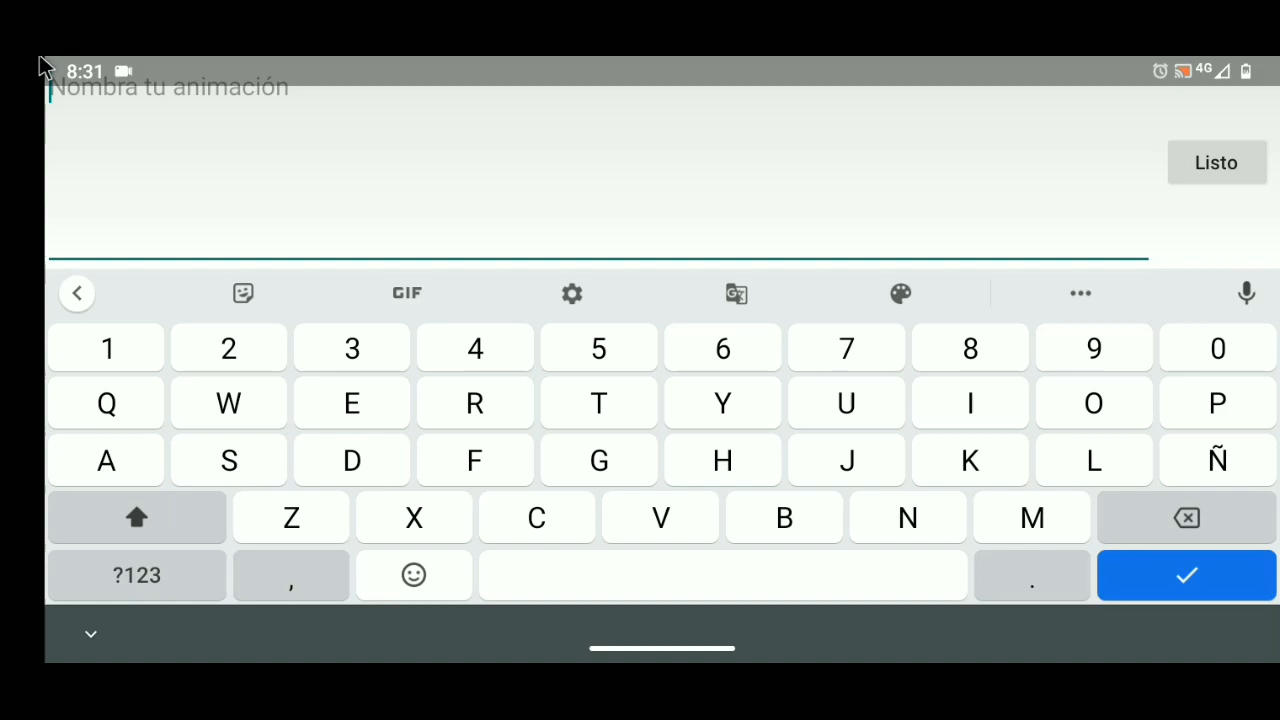 8:31
4G
Nombra tu animación
Listo
GIF
1 2 3 4 5 6 7 8 9 0
Q W E R T Y U I O P
A S D F G H J K L Ñ
Z X C V B N M
?123 , .